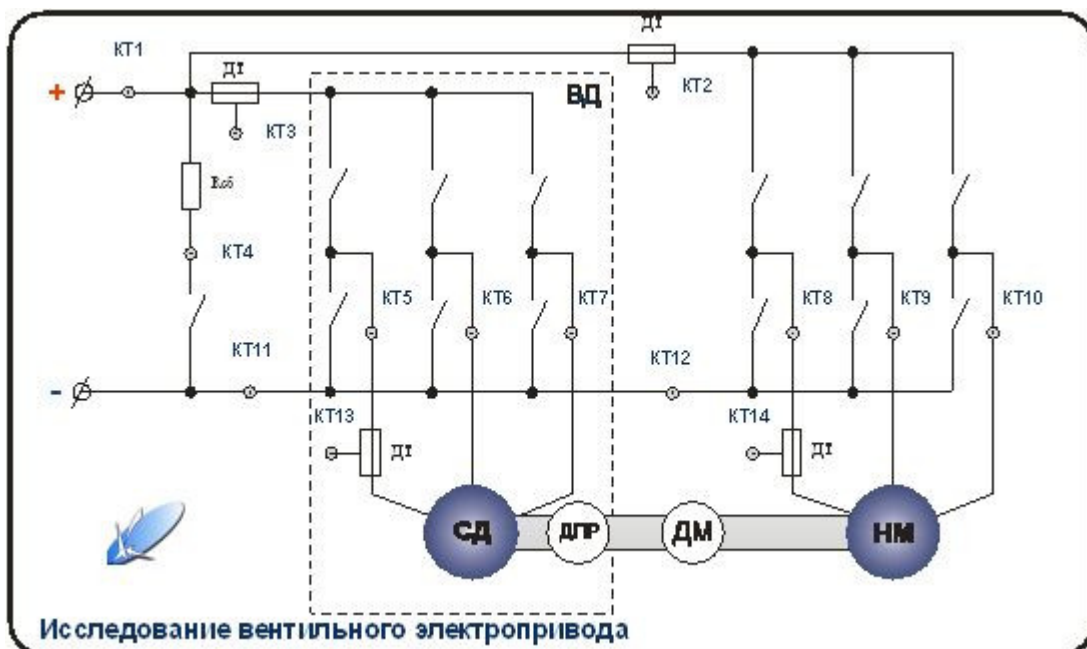 ДТ
КТ1
ДТ
+
КТ2
ВД
КТ3
Rсб
КТ4
КТ5
КТ6
КТ7
КТ8
КТ9
КТ10
КТ11
КТ12
-
КТ13
КТ14
ДТ
ДТ
СД
ДПР
ДМ
НМ
Исследование вентильного электропривода